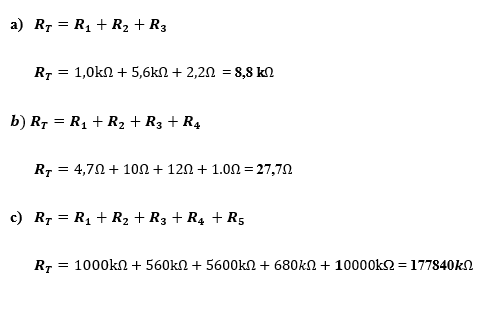 a) R_T = R_1 + R_2 + R_3
R_T = 1,0kΩ + 5,6kΩ + 2,2Ω = 8,8 kΩ
b) R_T = R_1 + R_2 + R_3 + R_4
R_T = 4,7Ω + 10Ω + 12Ω + 1.0Ω = 27,7Ω
c) R_T = R_1 + R_2 + R_3 + R_4 + R_5
R_T = 1000kΩ + 560kΩ + 5600kΩ + 680kΩ + 10000kΩ = 177840kΩ